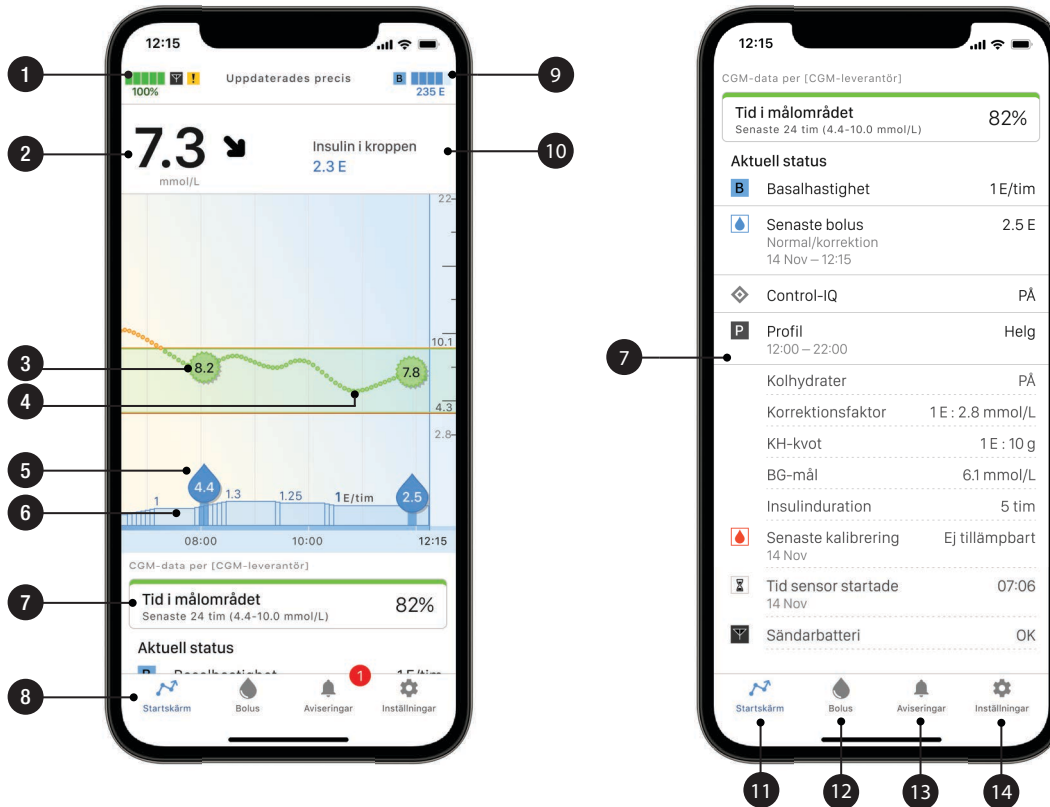 12:15
100%
Uppdaterades precis
B
235 E
7.3
mmol/L
Insulin i kroppen
2.3 E
22
10.1
8.2
7.8
4.3
2.8
4.4
2.5
1
1.3
1.25
1 E/tim
08:00
10:00
12:15
CGM-data per [CGM-leverantör]
Tid i målområdet
82%
Senaste 24 tim (4.4-10.0 mmol/L)
Aktuell status
B Basalhastighet 1 E/tim
1
Startskärm
Bolus
Aviseringar
Inställningar
1
2
3
4
5
6
7
8
9
10
12:15
CGM-data per [CGM-leverantör]
Tid i målområdet
82%
Senaste 24 tim (4.4-10.0 mmol/L)
Aktuell status
B Basalhastighet 1 E/tim
Senaste bolus 2.5 E
Normal/korrektion
14 Nov – 12:15
Control-IQ PÅ
P Profil Helg
12:00 – 22:00
Kolhydrater PÅ
Korrektionsfaktor 1 E : 2.8 mmol/L
KH-kvot 1 E : 10 g
BG-mål 6.1 mmol/L
Insulinduration 5 tim
Senaste kalibrering Ej tillämpbart
14 Nov
Tid sensor startade 07:06
14 Nov
Sändarbatteri OK
Startskärm
Bolus
Aviseringar
Inställningar
7
11
12
13
14